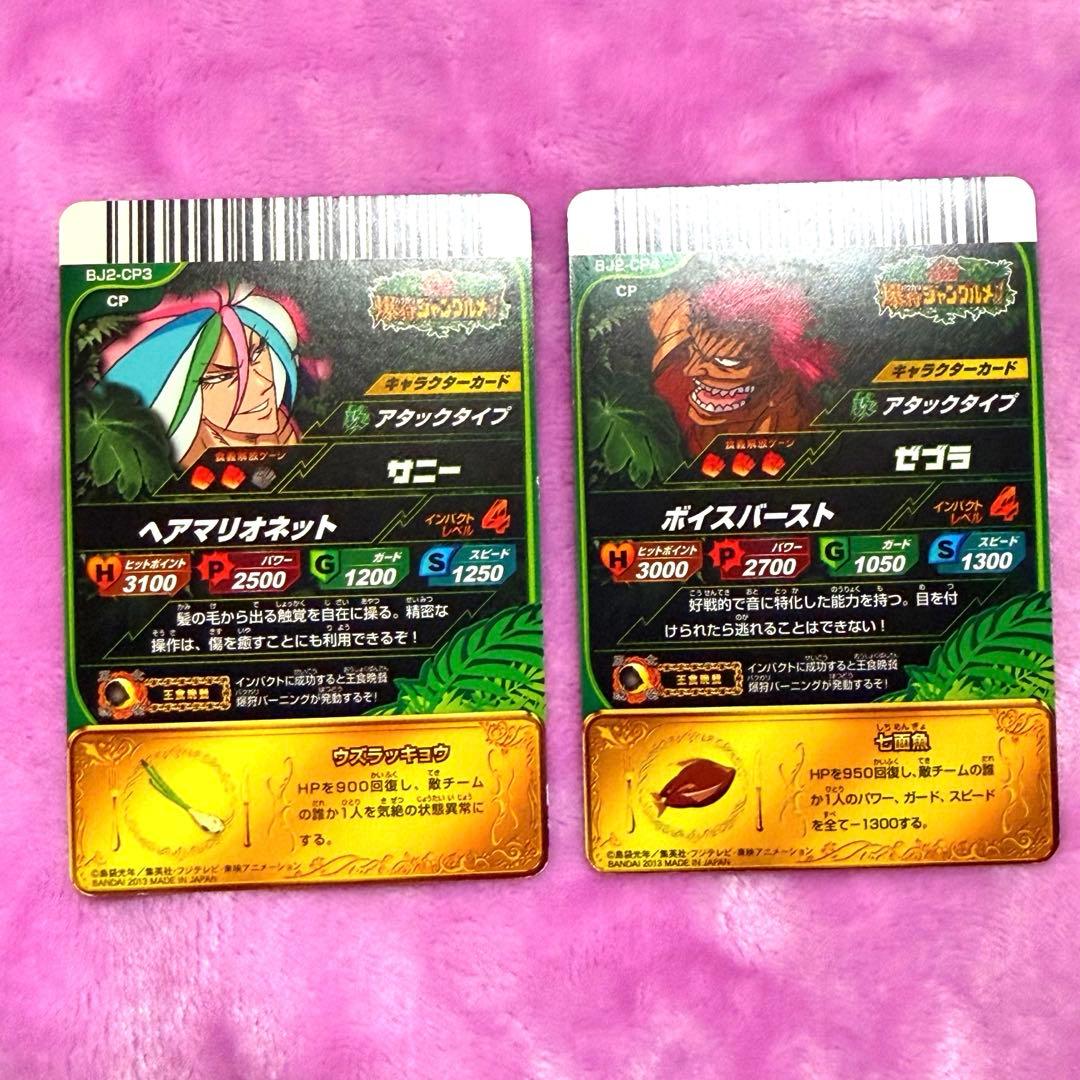 BJ2-CP3
CP
爆狩ジャングルメ!!
キャラクターカード
攻 アタックタイプ
食義解放ゲージ
サニー
ヘアマリオネット
インパクトレベル 4
H ヒットポイント 3100
P パワー 2500
G ガード 1200
S スピード 1250
髪の毛から出る触覚を自在に操る。精密な
操作は、傷を癒すことにも利用できるぞ!
王食晩餐
インパクトに成功すると王食晩餐
爆狩バーニングが発動するぞ!
ウズラッキョウ
HPを900回復し、敵チーム
の誰か1人を気絶の状態異常に
する。
©島袋光年/集英社・フジテレビ・東映アニメーション
BANDAI 2013 MADE IN JAPAN
BJ2-CP4
CP
爆狩ジャングルメ!!
キャラクターカード
攻 アタックタイプ
食義解放ゲージ
ゼブラ
ボイスバースト
インパクトレベル 4
H ヒットポイント 3000
P パワー 2700
G ガード 1050
S スピード 1300
好戦的で音に特化した能力を持つ。目を付
けられたら逃れることはできない!
王食晩餐
インパクトに成功すると王食晩餐
爆狩バーニングが発動するぞ!
七面魚
HPを950回復し、敵チームの誰
か1人のパワー、ガード、スピード
を全て-1300する。
©島袋光年/集英社・フジテレビ・東映アニメーション
BANDAI 2013 MADE IN JAPAN